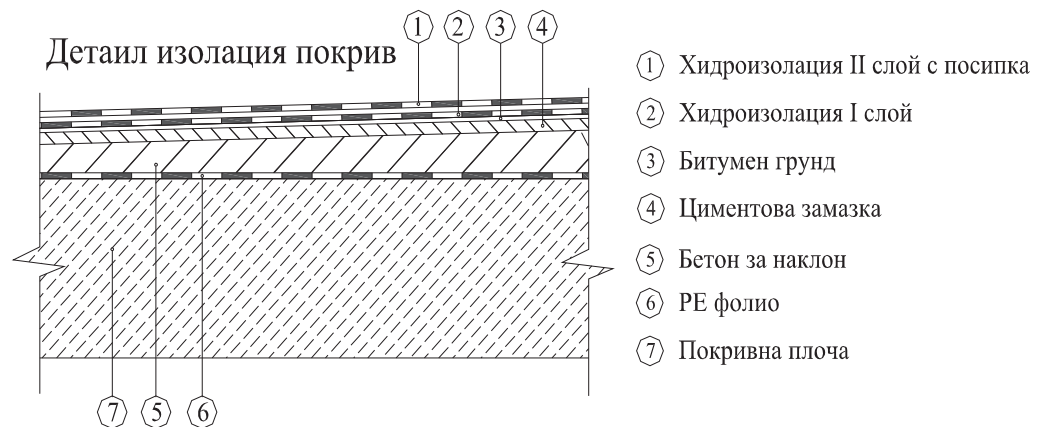 1 2 3 4
Детаил изолация покрив
7 5 6
1 Хидроизолация II слой с посипка
2 Хидроизолация I слой
3 Битумен грунд
4 Циментова замазка
5 Бетон за наклон
6 PE фолио
7 Покривна плоча